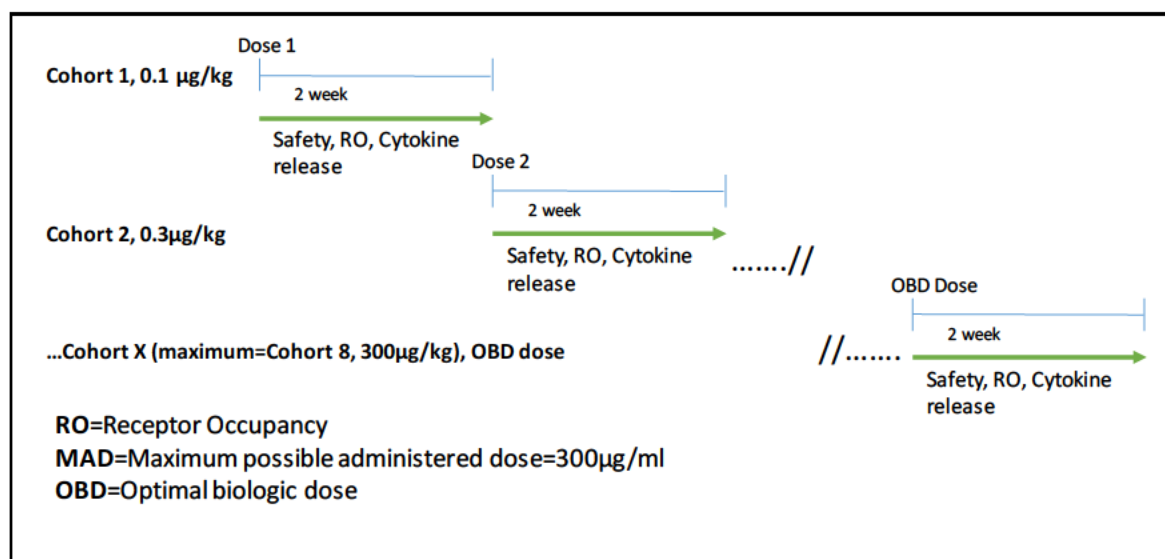 Dose 1
Cohort 1, 0.1 µg/kg
2 week
Safety, RO, Cytokine
release
Dose 2
Cohort 2, 0.3µg/kg
2 week
Safety, RO, Cytokine
release
.......//
OBD Dose
...Cohort X (maximum=Cohort 8, 300µg/kg), OBD dose
//.......
2 week
Safety, RO, Cytokine
release
RO=Receptor Occupancy
MAD=Maximum possible administered dose=300µg/ml
OBD=Optimal biologic dose